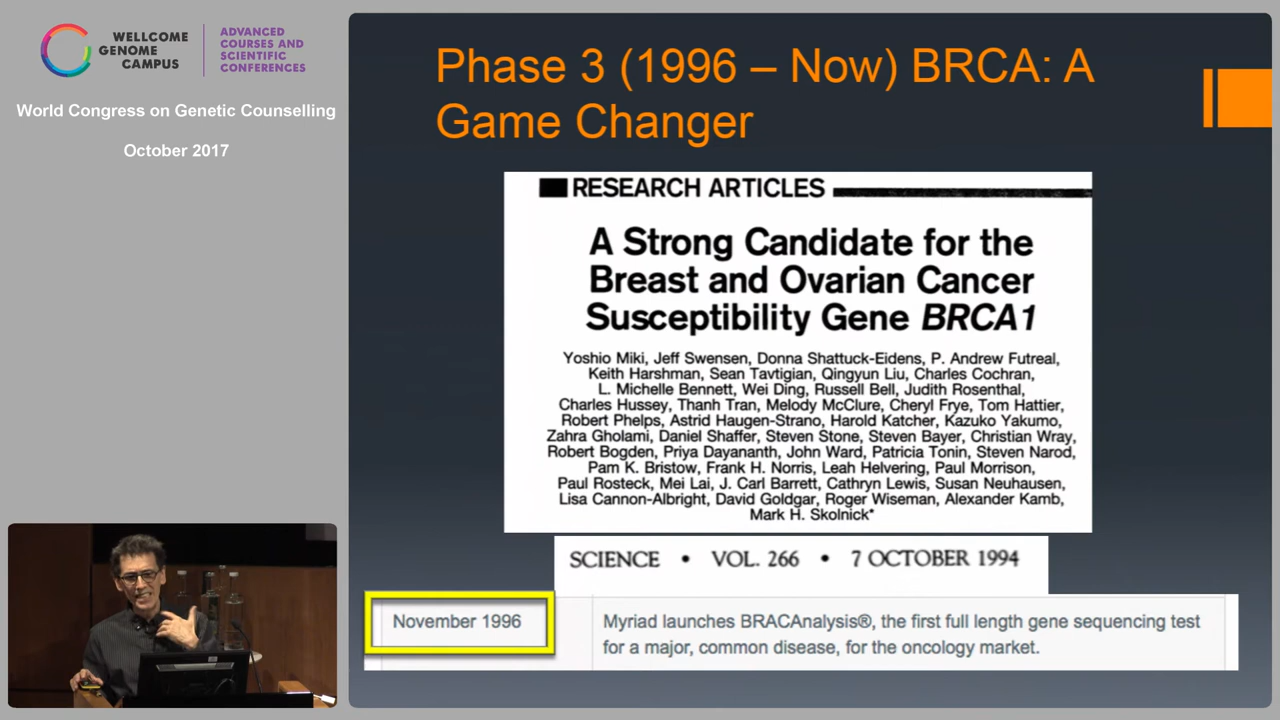 WELLCOME
GENOME
CAMPUS
ADVANCED
COURSES AND
SCIENTIFIC
CONFERENCES
World Congress on Genetic Counselling
October 2017
Phase 3 (1996 – Now) BRCA: A
Game Changer
RESEARCH ARTICLES
A Strong Candidate for the
Breast and Ovarian Cancer
Susceptibility Gene BRCA1
Yoshio Miki, Jeff Swensen, Donna Shattuck-Eidens, P. Andrew Futreal,
Keith Harshman, Sean Tavtigian, Qingyun Liu, Charles Cochran,
L. Michelle Bennett, Wei Ding, Russell Bell, Judith Rosenthal,
Charles Hussey, Thanh Tran, Melody McClure, Cheryl Frye, Tom Hattier,
Robert Phelps, Astrid Haugen-Strano, Harold Katcher, Kazuko Yakumo,
Zahra Gholami, Daniel Shaffer, Steven Stone, Steven Bayer, Christian Wray,
Robert Bogden, Priya Dayananth, John Ward, Patricia Tonin, Steven Narod,
Pam K. Bristow, Frank H. Norris, Leah Helvering, Paul Morrison,
Paul Rosteck, Mei Lai, J. Carl Barrett, Cathryn Lewis, Susan Neuhausen,
Lisa Cannon-Albright, David Goldgar, Roger Wiseman, Alexander Kamb,
Mark H. Skolnick*
SCIENCE • VOL. 266 • 7 OCTOBER 1994
November 1996
Myriad launches BRACAnalysis®, the first full length gene sequencing test
for a major, common disease, for the oncology market.